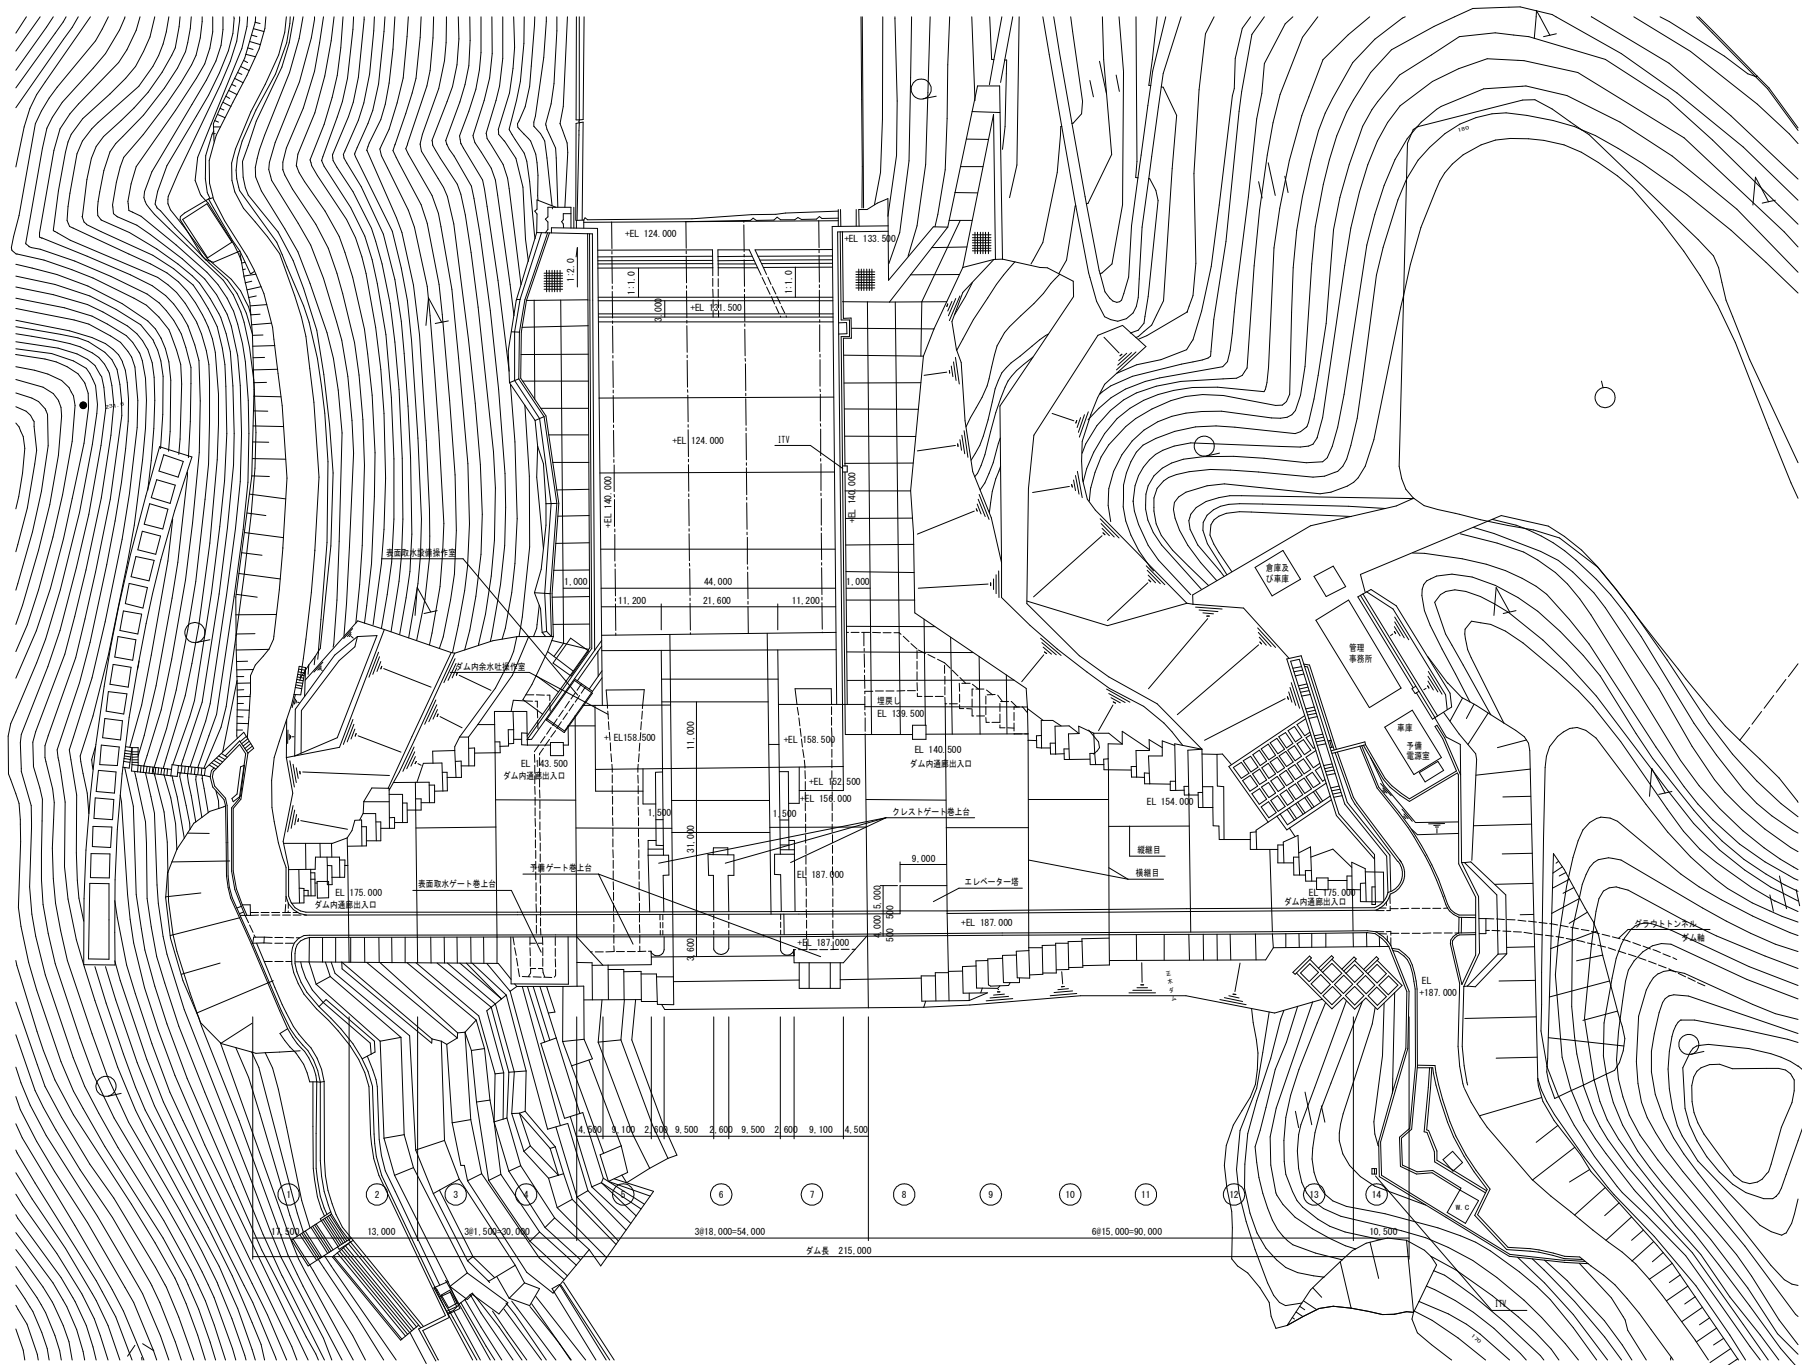 180
+EL 124.000
+EL 133.500
1:2.0
1:1.0
1:1.0
3,000
+EL 131.500
+EL 124.000
ITV
+EL 140.000
+EL 140.000
表面取水設備操作室
1,000
44,000
1,000
11,200
21,600
11,200
倉庫及
び車庫
管理
事務所
ダム内余水吐操作室
埋戻し
EL 139.500
車庫
予備
電源室
+EL158.500
11,000
+EL 158.500
EL 140.500
ダム内通廊出入口
EL 143.500
ダム内通廊出入口
+EL 152.500
+EL 156.000
EL 154.000
1,500
1,500
クレストゲート巻上台
31,000
縦継目
予備ゲート巻上台
9,000
横継目
EL 187.000
表面取水ゲート巻上台
エレベーター塔
EL 175.000
ダム内通廊出入口
5,000
EL 175.000
ダム内通廊出入口
4,000
500
500
+EL 187.000
グラウトトンネル
ダム軸
+EL 187.000
3,600
EL
+187.000
4,500
9,100
2,600
9,500
2,600
9,500
2,600
9,100
4,500
1
2
3
4
5
6
7
8
9
10
11
12
13
14
W.C
17,500
13,000
3@1,500=30,000
3@18,000=54,000
6@15,000=90,000
10,500
ダム長 215,000
ITV
170